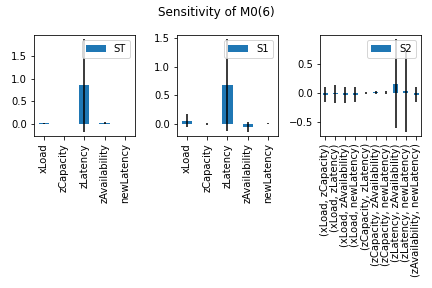 Sensitivity of M0(6)
ST
1.5
1.0
0.5
0.0
xLoad
zCapacity
zLatency
zAvailability
newLatency
S1
1.5
1.0
0.5
0.0
xLoad
zCapacity
zLatency
zAvailability
newLatency
S2
0.5
0.0
−0.5
(xLoad, zCapacity)
(xLoad, zLatency)
(xLoad, zAvailability)
(xLoad, newLatency)
(zCapacity, zLatency)
(zCapacity, zAvailability)
(zCapacity, newLatency)
(zLatency, zAvailability)
(zLatency, newLatency)
(zAvailability, newLatency)